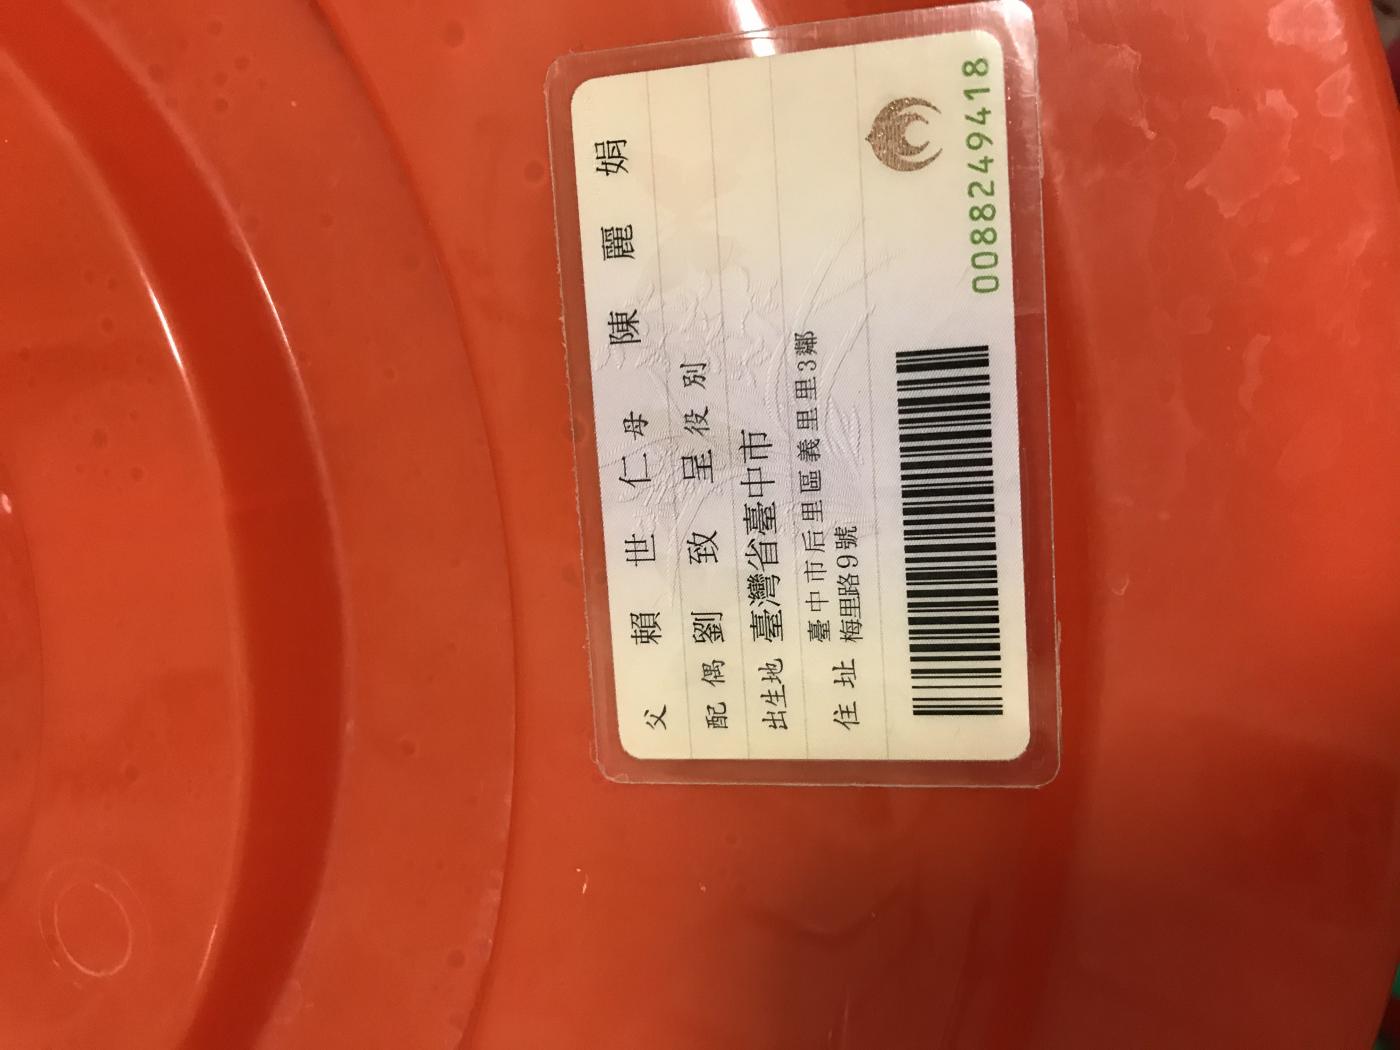 父 賴世仁 母 陳麗娟
配偶 劉致呈 役別
出生地 臺灣省臺中市
住址 臺中市后里區義里里3鄰
梅里路9號
0088249418